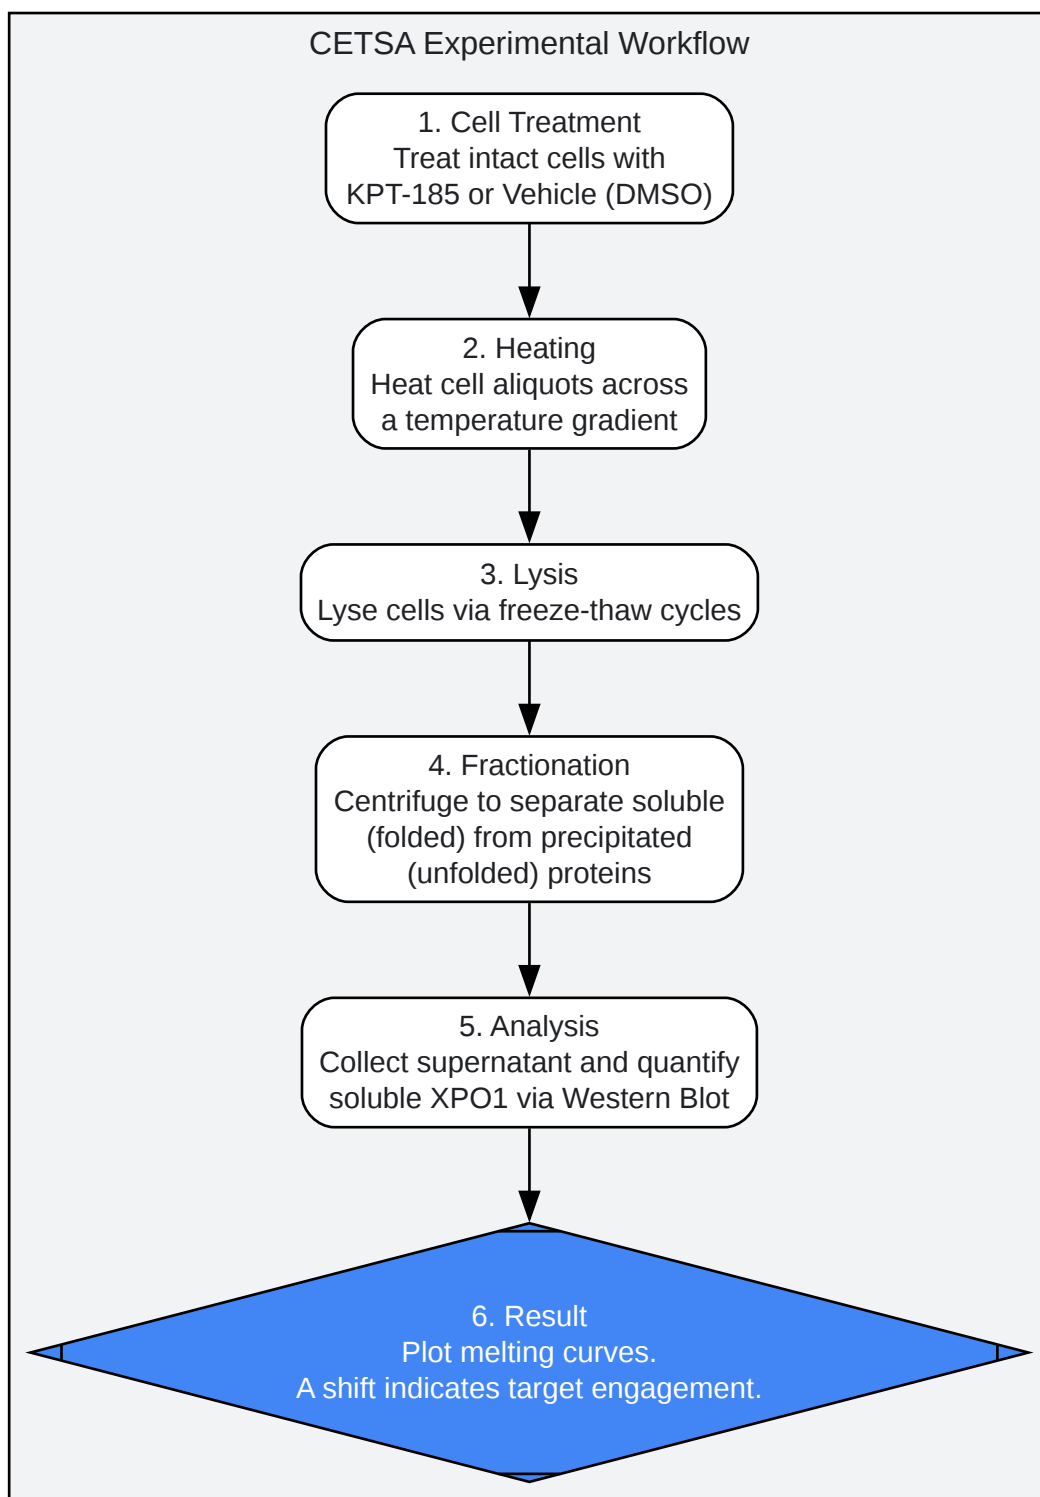 CETSA Experimental Workflow
1. Cell Treatment
Treat intact cells with
KPT-185 or Vehicle (DMSO)
2. Heating
Heat cell aliquots across
a temperature gradient
3. Lysis
Lyse cells via freeze-thaw cycles
4. Fractionation
Centrifuge to separate soluble
(folded) from precipitated
(unfolded) proteins
5. Analysis
Collect supernatant and quantify
soluble XPO1 via Western Blot
6. Result
Plot melting curves.
A shift indicates target engagement.